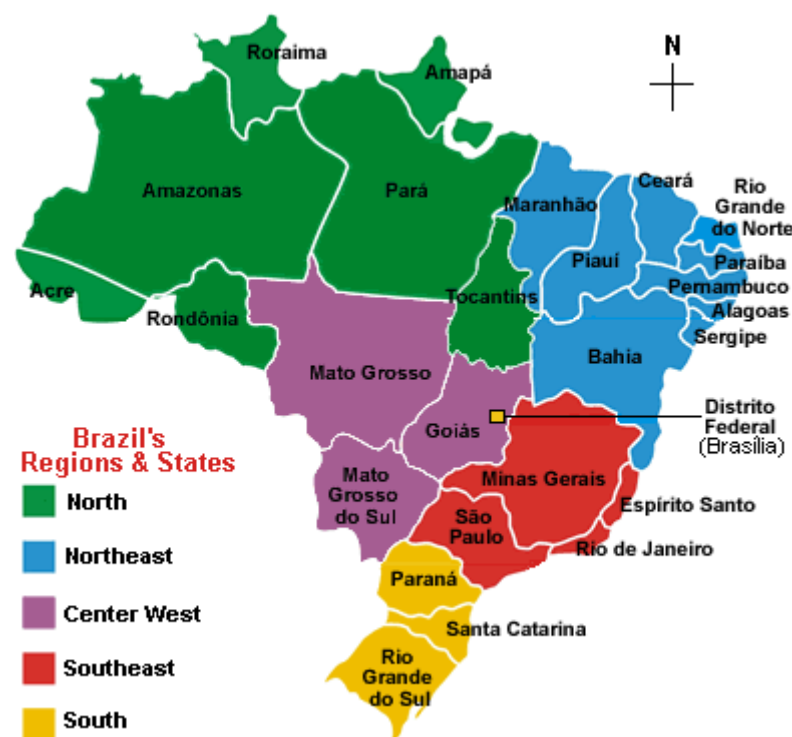 Roraima
Amapá
N
Amazonas
Pará
Maranhão
Ceará
Rio
Grande
do Norte
Piauí
Paraíba
Acre
Rondônia
Tocantins
Pernambuco
Alagoas
Sergipe
Bahia
Mato Grosso
Goiás
Distrito
Federal
(Brasília)
Brazil's
Regions & States
Mato
Grosso
do Sul
Minas Gerais
Espírito Santo
São
Paulo
Rio de Janeiro
North
Northeast
Center West
Southeast
South
Paraná
Santa Catarina
Rio
Grande
do Sul